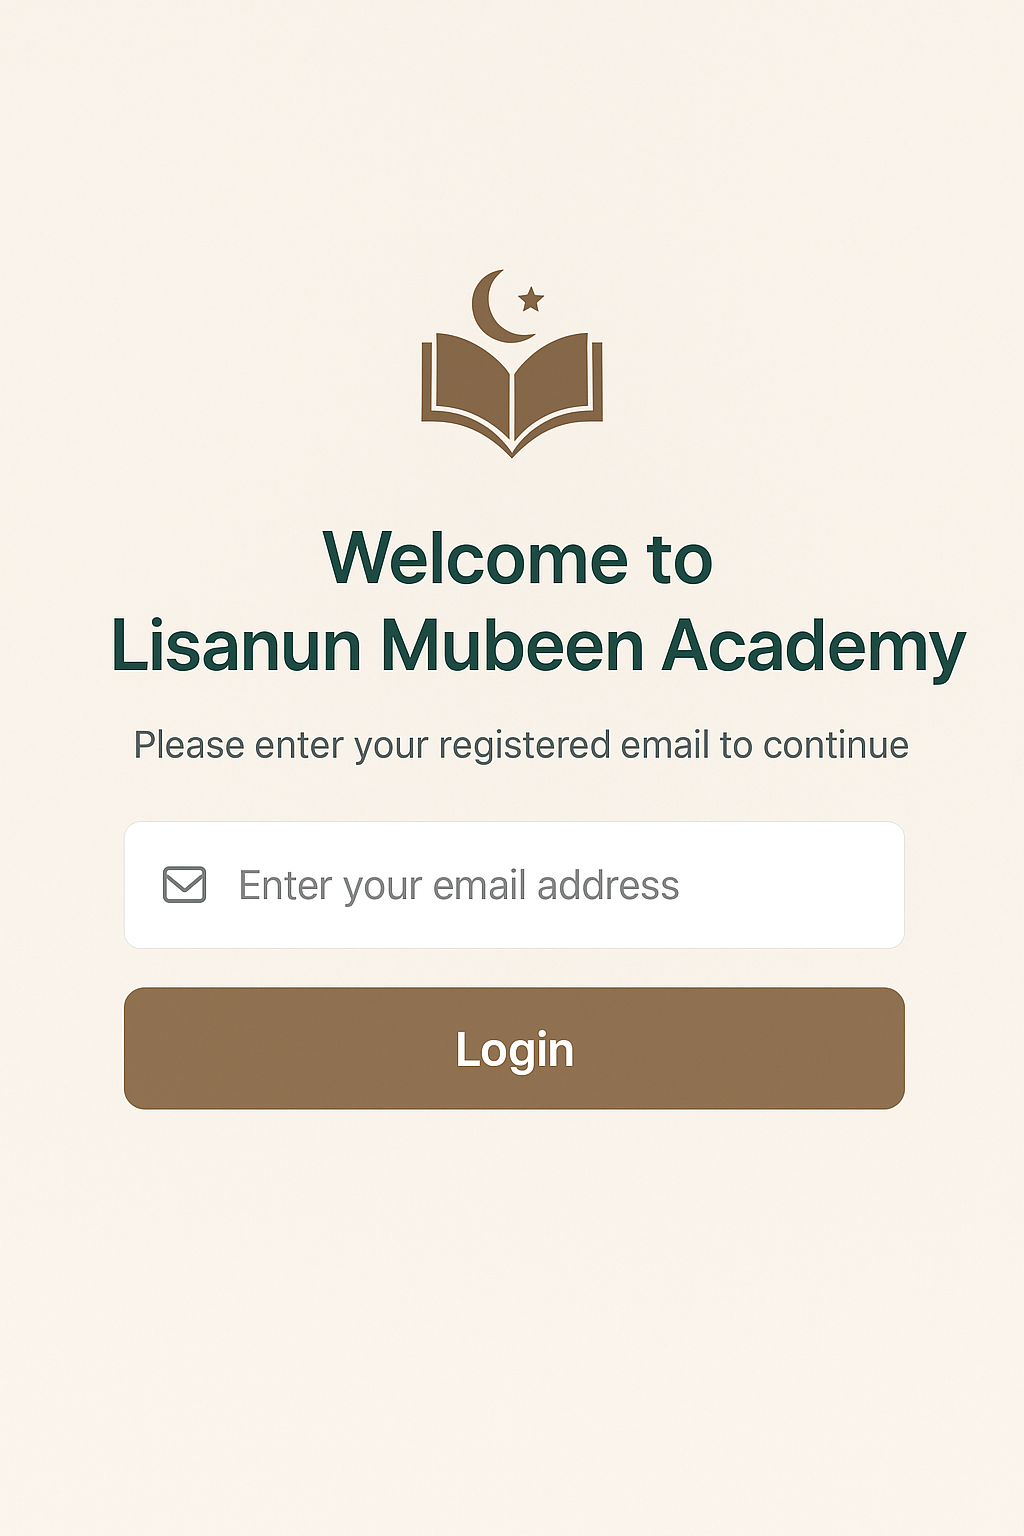 Welcome to
Lisanun Mubeen Academy
Please enter your registered email to continue
Enter your email address
Login